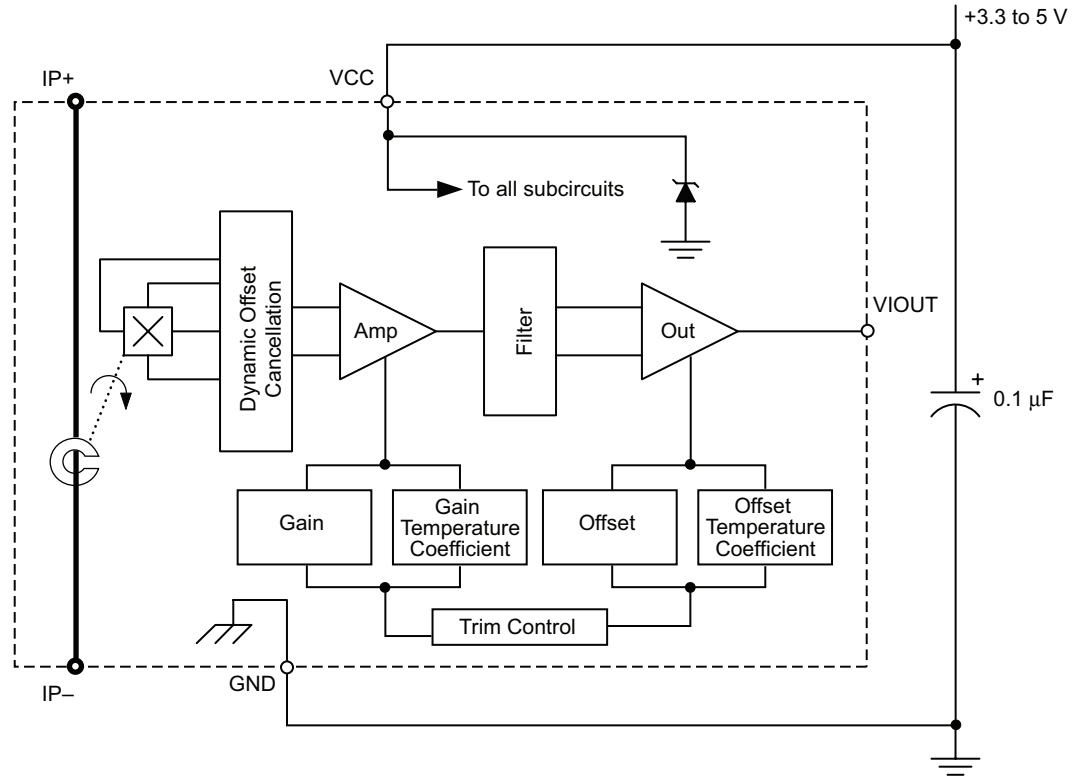 +3.3 to 5 V
IP+
VCC
To all subcircuits
Dynamic Offset
Cancellation
Amp
Filter
Out
VIOUT
+
0.1 µF
Gain
Gain
Temperature
Coefficient
Offset
Offset
Temperature
Coefficient
Trim Control
GND
IP–